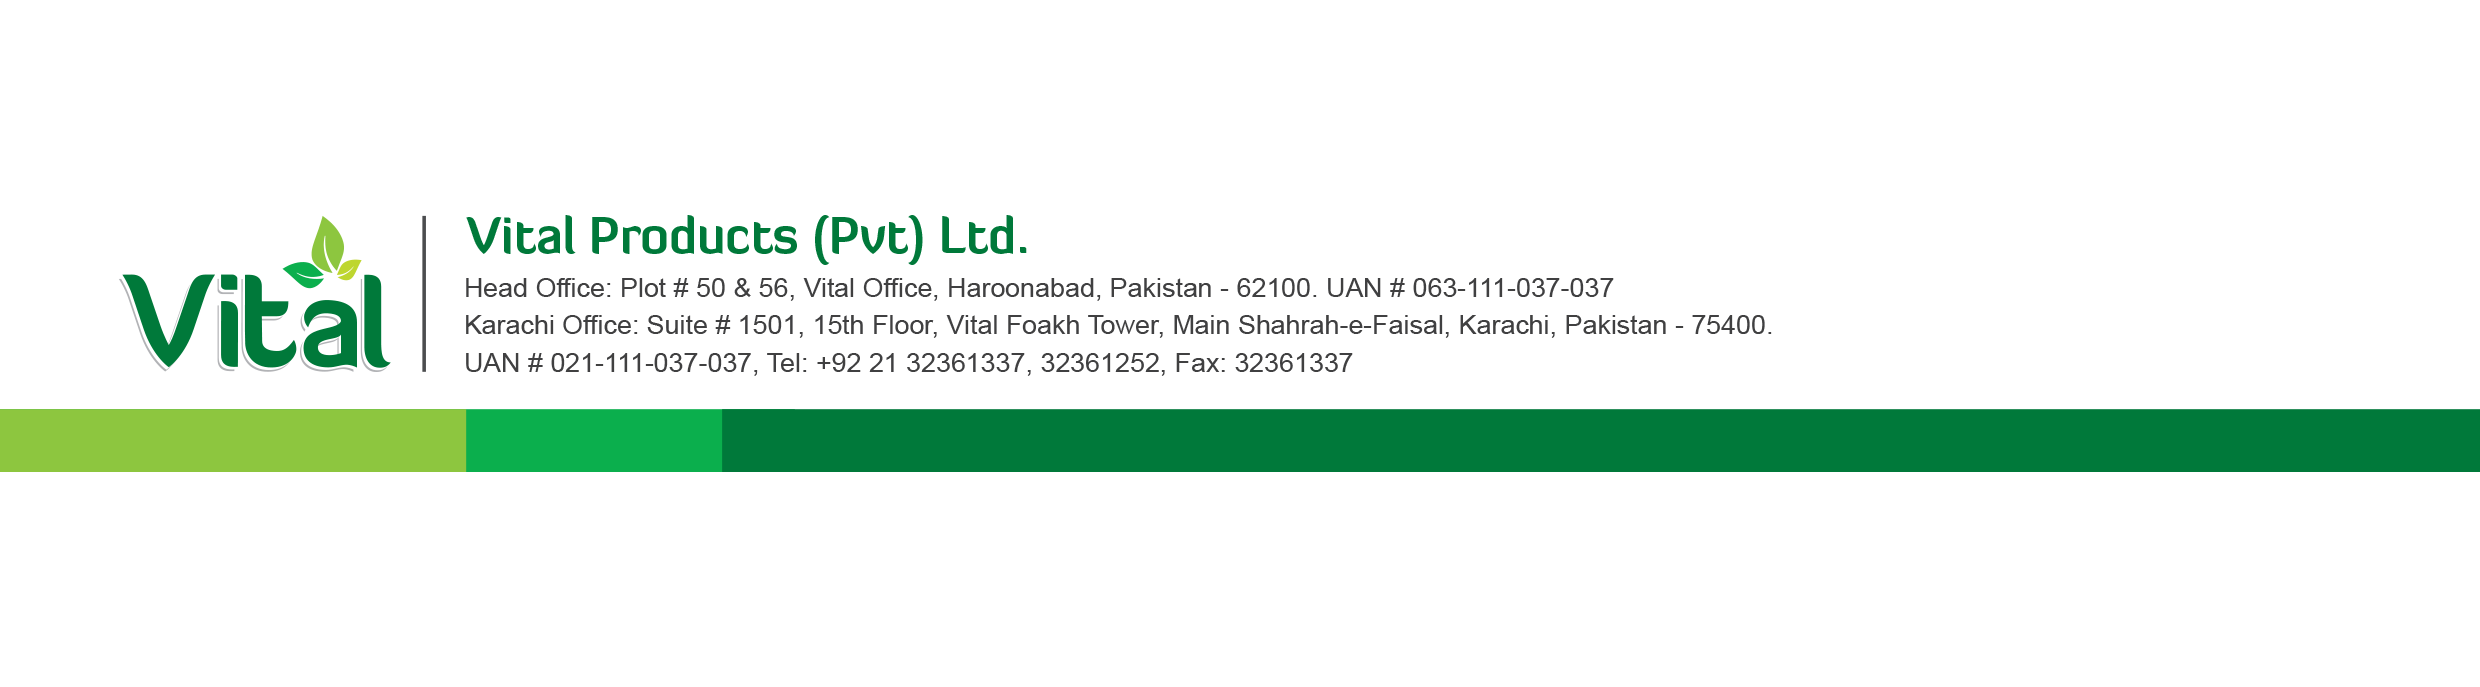 Vital
Vital Products (Pvt) Ltd.
Head Office: Plot # 50 & 56, Vital Office, Haroonabad, Pakistan - 62100. UAN # 063-111-037-037
Karachi Office: Suite # 1501, 15th Floor, Vital Foakh Tower, Main Shahrah-e-Faisal, Karachi, Pakistan - 75400.
UAN # 021-111-037-037, Tel: +92 21 32361337, 32361252, Fax: 32361337